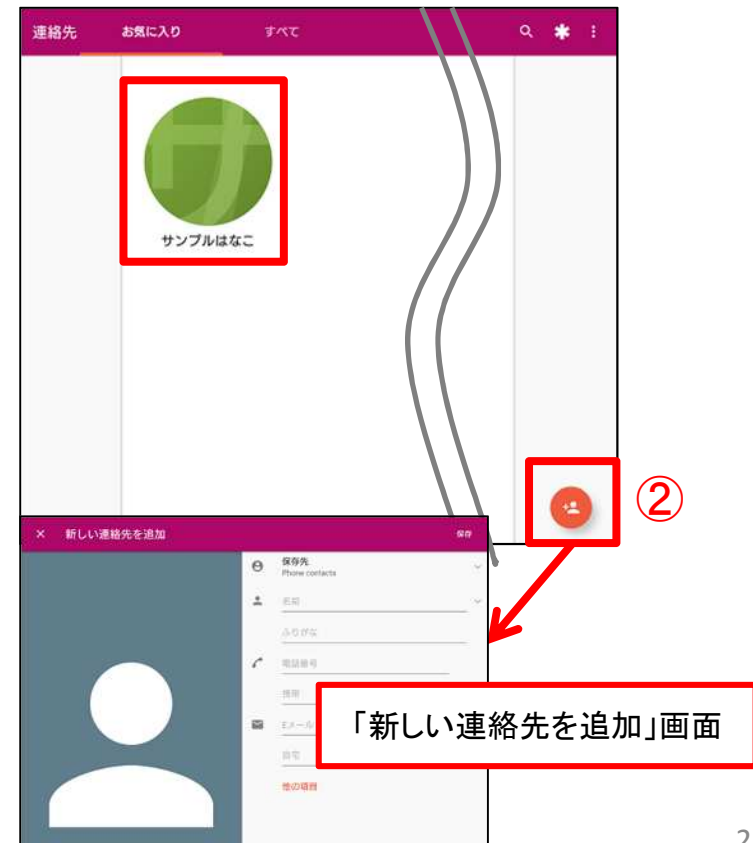 連絡先 お気に入り すべて
サ
サンプルはなこ
②
× 新しい連絡先を追加 保存
保存先
Phone contacts
名前
ふりがな
電話番号
携帯
Eメール
自宅
他の項目
「新しい連絡先を追加」画面
2